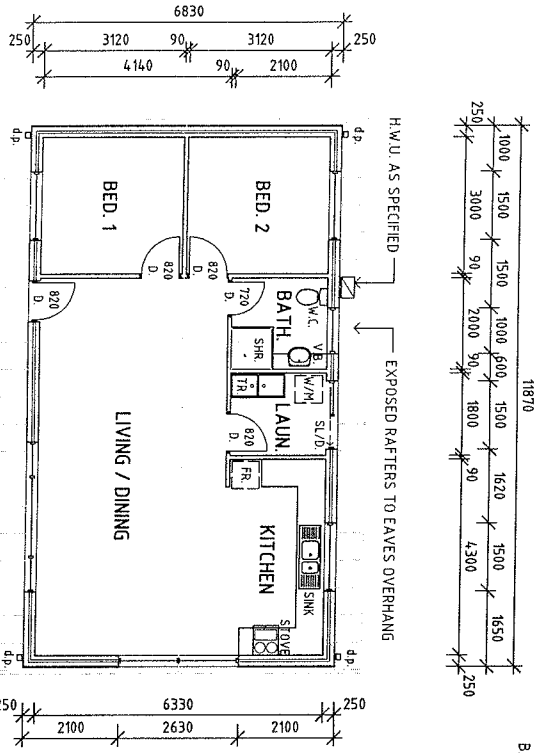 6830
250 3120 90 3120 250
4140 90 2100
B
11870
1000 1500 1500 1000 600 1500 1620 1500 1650
250 3000 90 2000 90 1800 90 4300 250
H.W.U. AS SPECIFIED
EXPOSED RAFTERS TO EAVES OVERHANG
d.p.
d.p.
BED. 1
BED. 2
820
D.
820
D.
820
D.
720
D.
BATH.
W.C.
V.B.
SHR.
W/M
TR
LAUN.
SL/D.
820
D.
FR.
KITCHEN
SINK
STOVE
LIVING / DINING
d.p.
d.p.
250 6330 250
2100 2630 2100